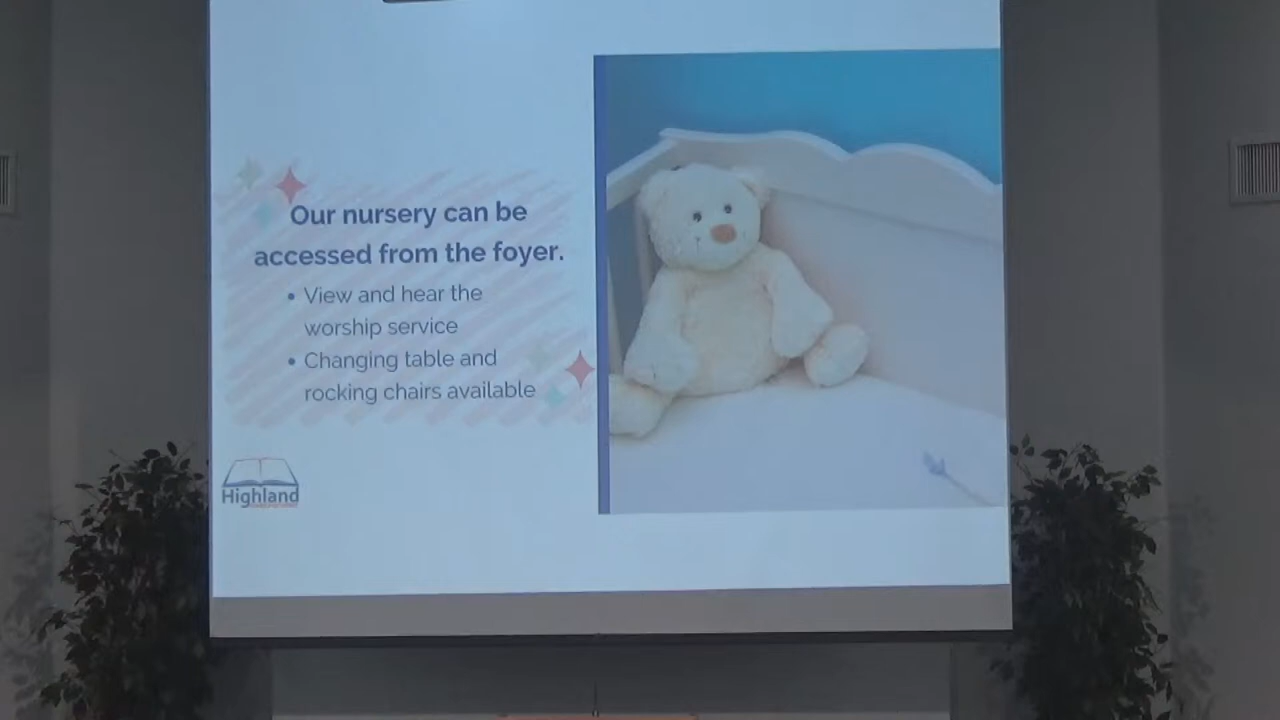 Our nursery can be
accessed from the foyer.
• View and hear the
worship service
• Changing table and
rocking chairs available
Highland